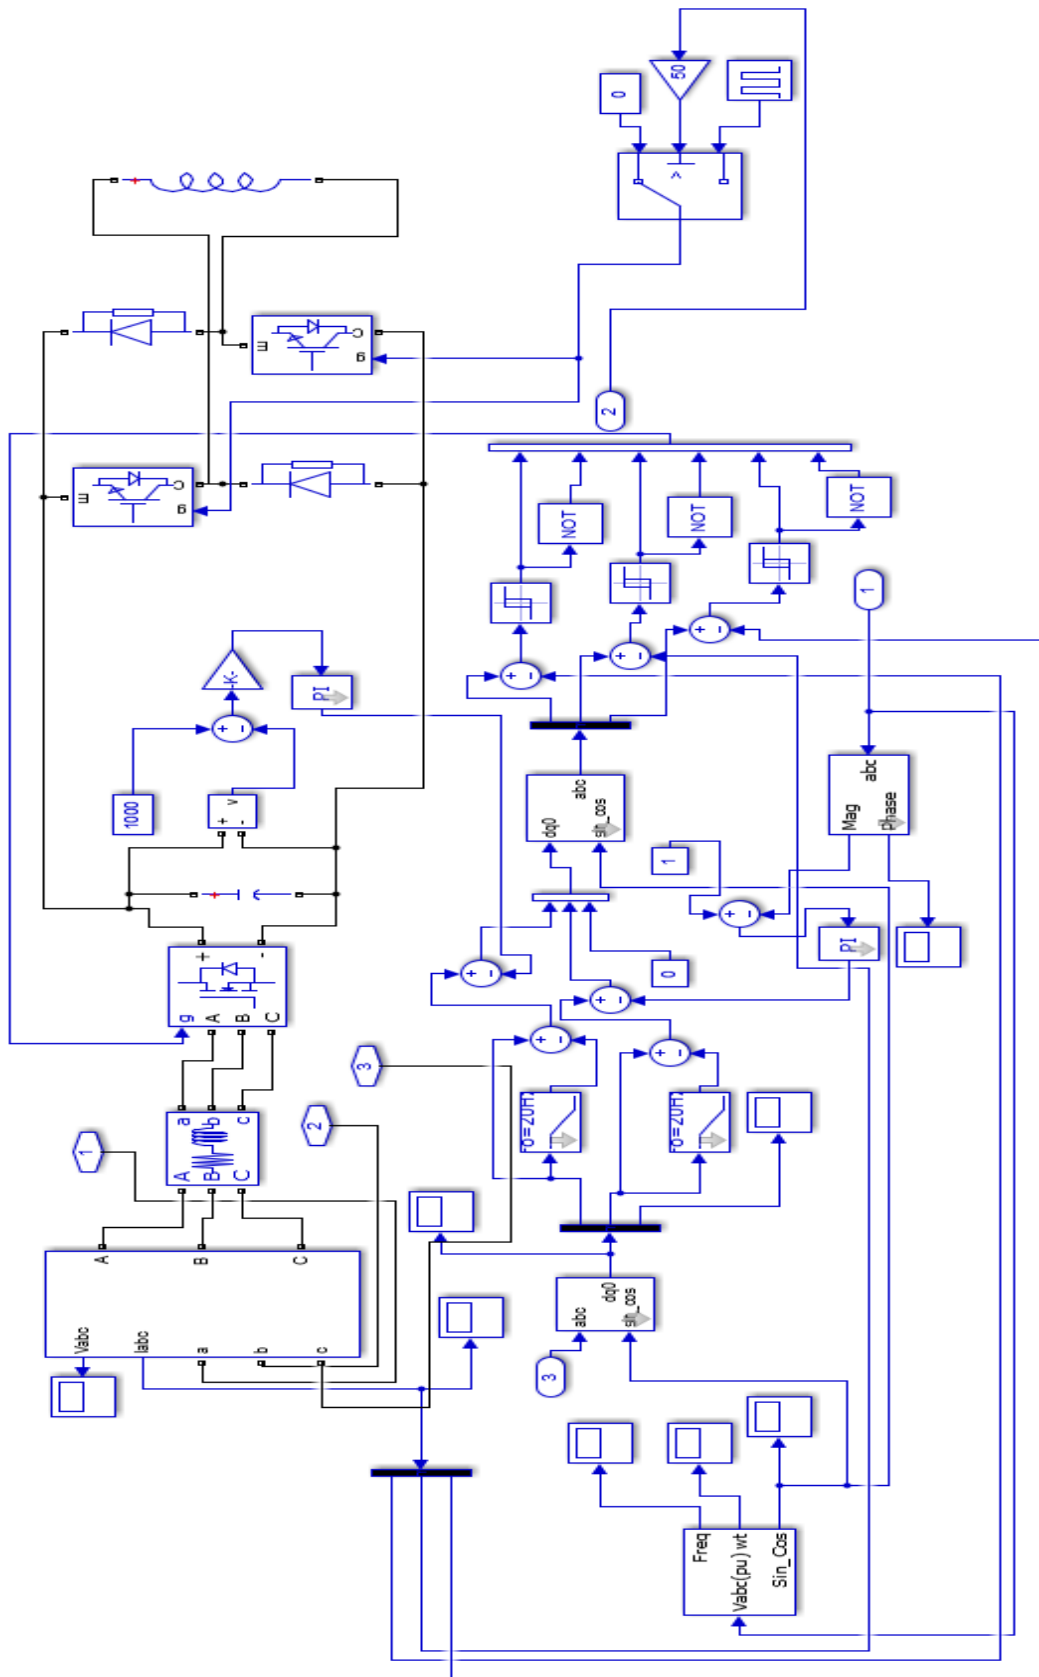 50
0
E
C
g
2
E
C
g
NOT
NOT
NOT
-K-
PI
+
-
+
-
+
-
+
-
1
1000
+
v
-
abc
dq0
sin_cos
abc
Mag
Phase
1
+
-
g
A
B
C
+
-
+
-
PI
0
+
-
+
-
+
-
3
2
1
a
b
c
A
B
C
A
B
C
Vabc
Iabc
a
b
c
abc
dq0
sin_cos
3
Freq
Vabc(pu) wt
Sin_Cos